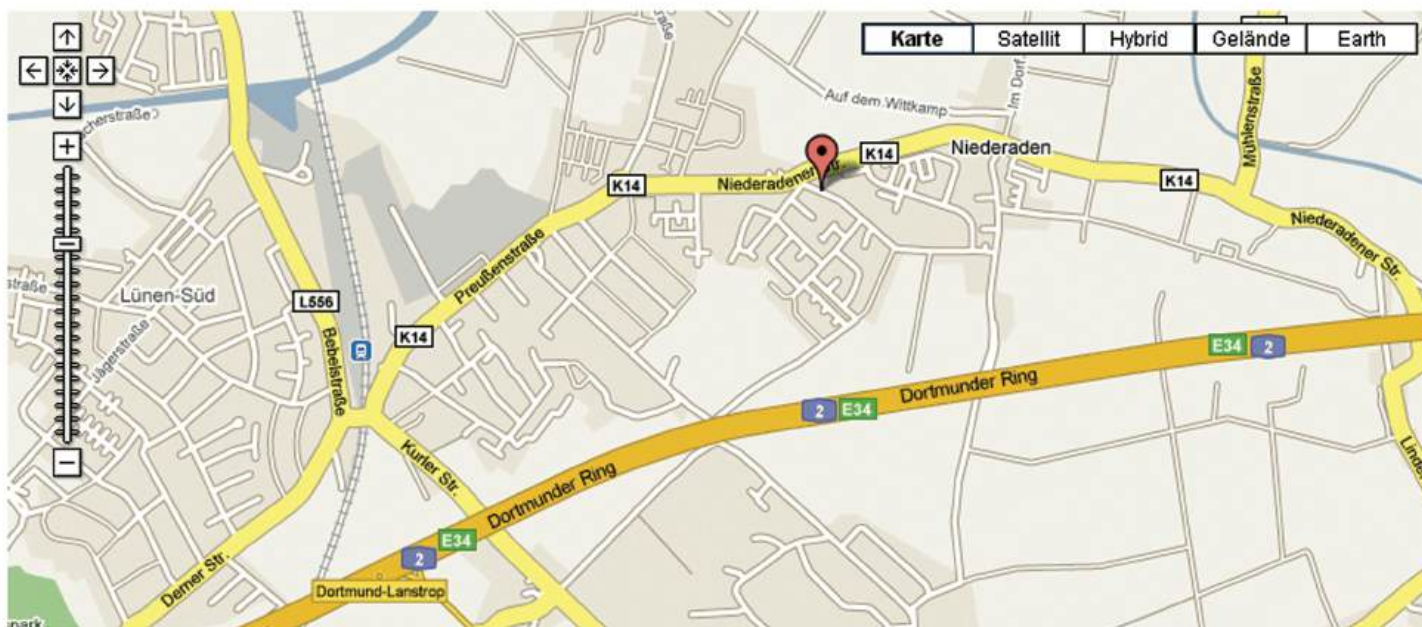 Karte
Satellit
Hybrid
Gelände
Earth
Auf dem Wittkamp
Im Dorf
Mühlenstraße
Niederaden
K14
K14
K14
Niederadener Str.
Niederadener Str.
Preußenstraße
Lünen-Süd
L556
K14
Bebelstraße
Jägerstraße
E34
2
Dortmunder Ring
2
E34
Kurler Str.
Dortmunder Ring
E34
2
Derner Str.
Dortmund-Lanstrop